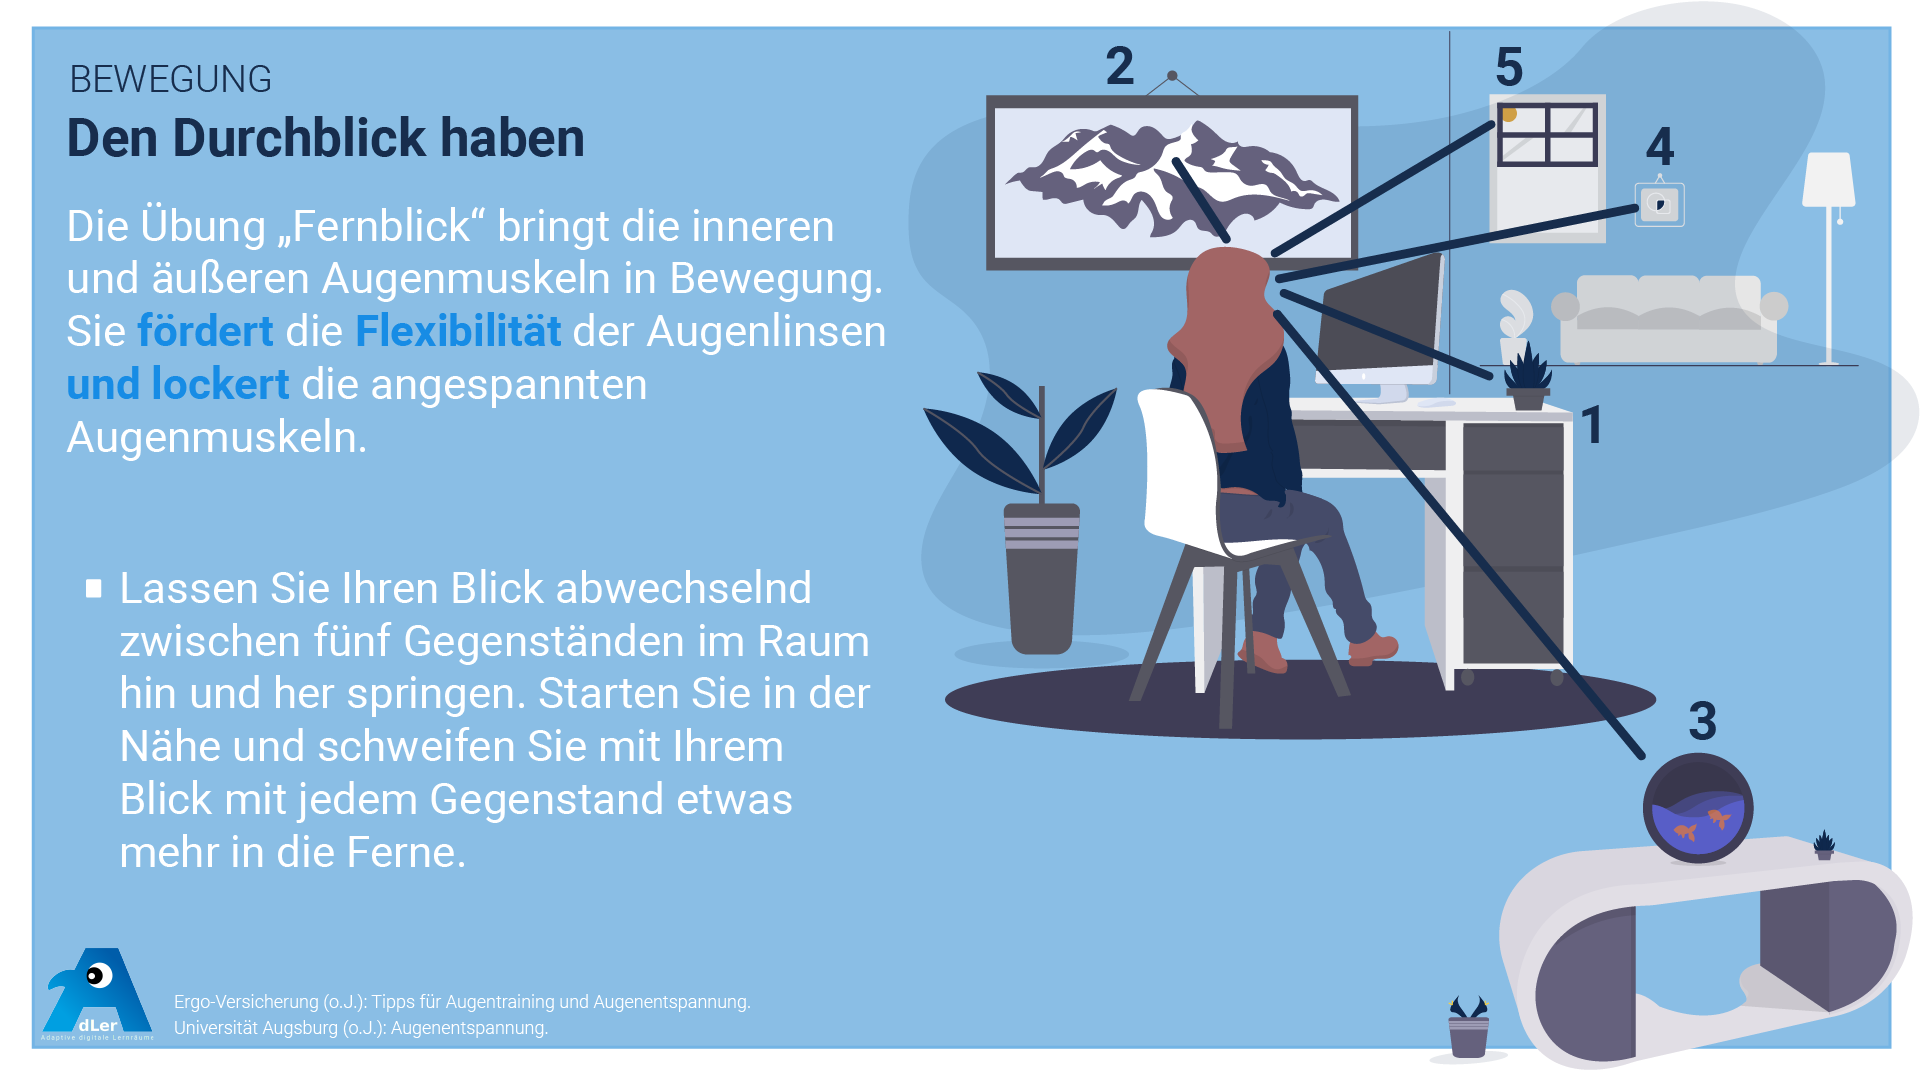 BEWEGUNG
Den Durchblick haben
Die Übung „Fernblick“ bringt die inneren
und äußeren Augenmuskeln in Bewegung.
Sie fördert die Flexibilität der Augenlinsen
und lockert die angespannten
Augenmuskeln.
Lassen Sie Ihren Blick abwechselnd
zwischen fünf Gegenständen im Raum
hin und her springen. Starten Sie in der
Nähe und schweifen Sie mit Ihrem
Blick mit jedem Gegenstand etwas
mehr in die Ferne.
2
5
4
1
3
dLer
Adaptive digitale Lernräume
Ergo-Versicherung (o.J.): Tipps für Augentraining und Augenentspannung.
Universität Augsburg (o.J.): Augenentspannung.